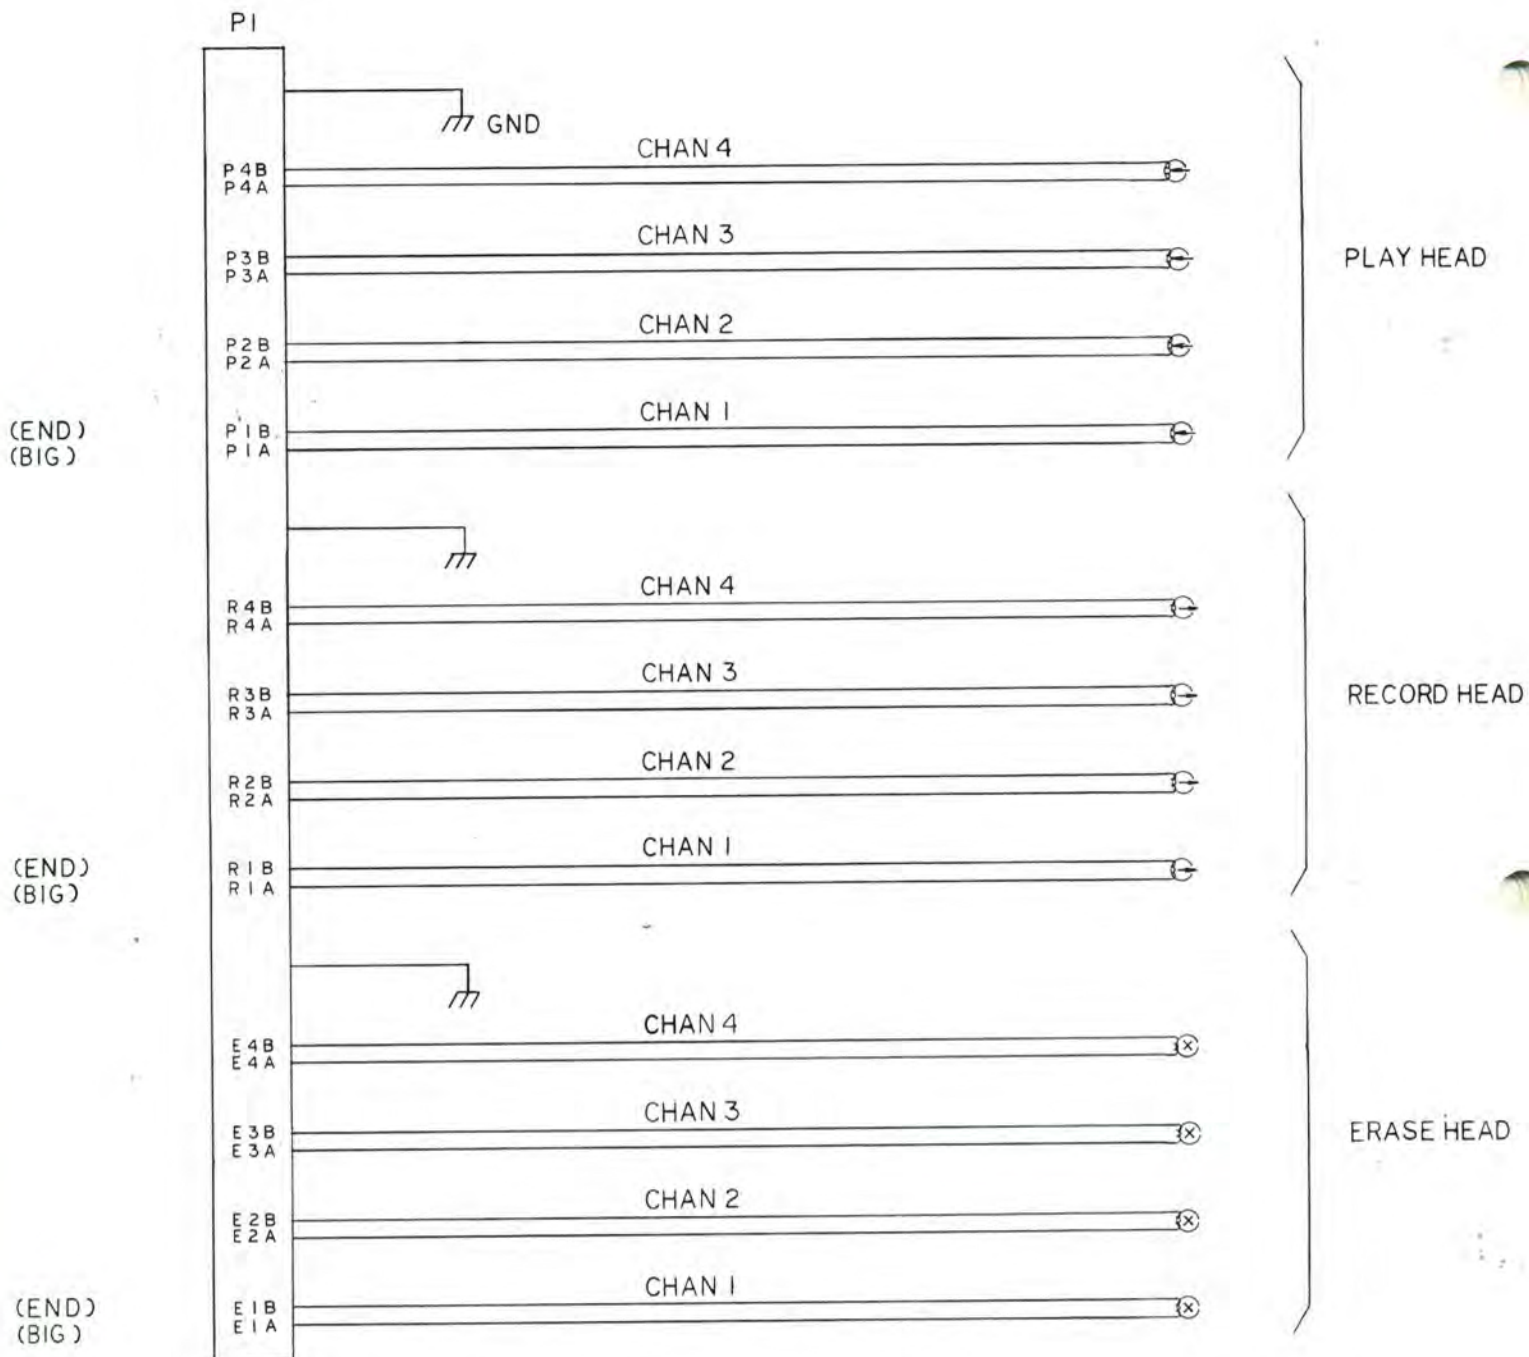 P1
GND
CHAN 4
P4B
P4A
CHAN 3
P3B
P3A
PLAY HEAD
CHAN 2
P2B
P2A
CHAN 1
(END)
P1B
(BIG)
P1A
CHAN 4
R4B
R4A
CHAN 3
R3B
R3A
RECORD HEAD
CHAN 2
R2B
R2A
CHAN 1
(END)
R1B
(BIG)
R1A
CHAN 4
E4B
E4A
CHAN 3
E3B
E3A
ERASE HEAD
CHAN 2
E2B
E2A
CHAN 1
(END)
E1B
(BIG)
E1A